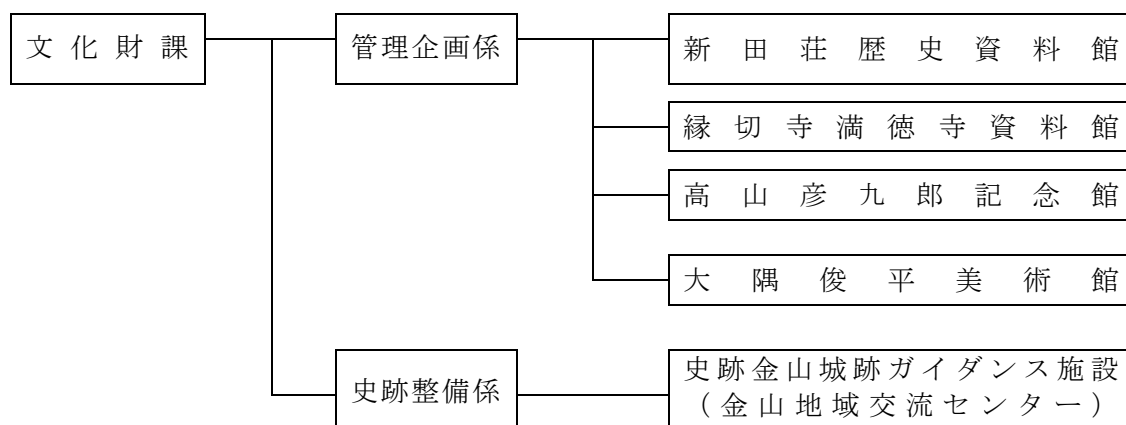 文化財課
管理企画係
新田荘歴史資料館
縁切寺満徳寺資料館
高山彦九郎記念館
大隅俊平美術館
史跡整備係
史跡金山城跡ガイダンス施設
（金山地域交流センター）